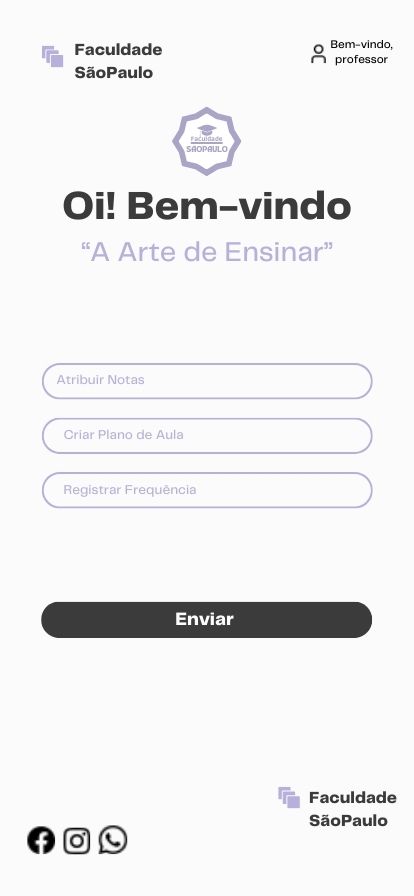 Faculdade
SãoPaulo
Bem-vindo,
professor
Faculdade
SÃOPAULO
Oi! Bem-vindo
“A Arte de Ensinar”
Atribuir Notas
Criar Plano de Aula
Registrar Frequência
Enviar
Faculdade
SãoPaulo